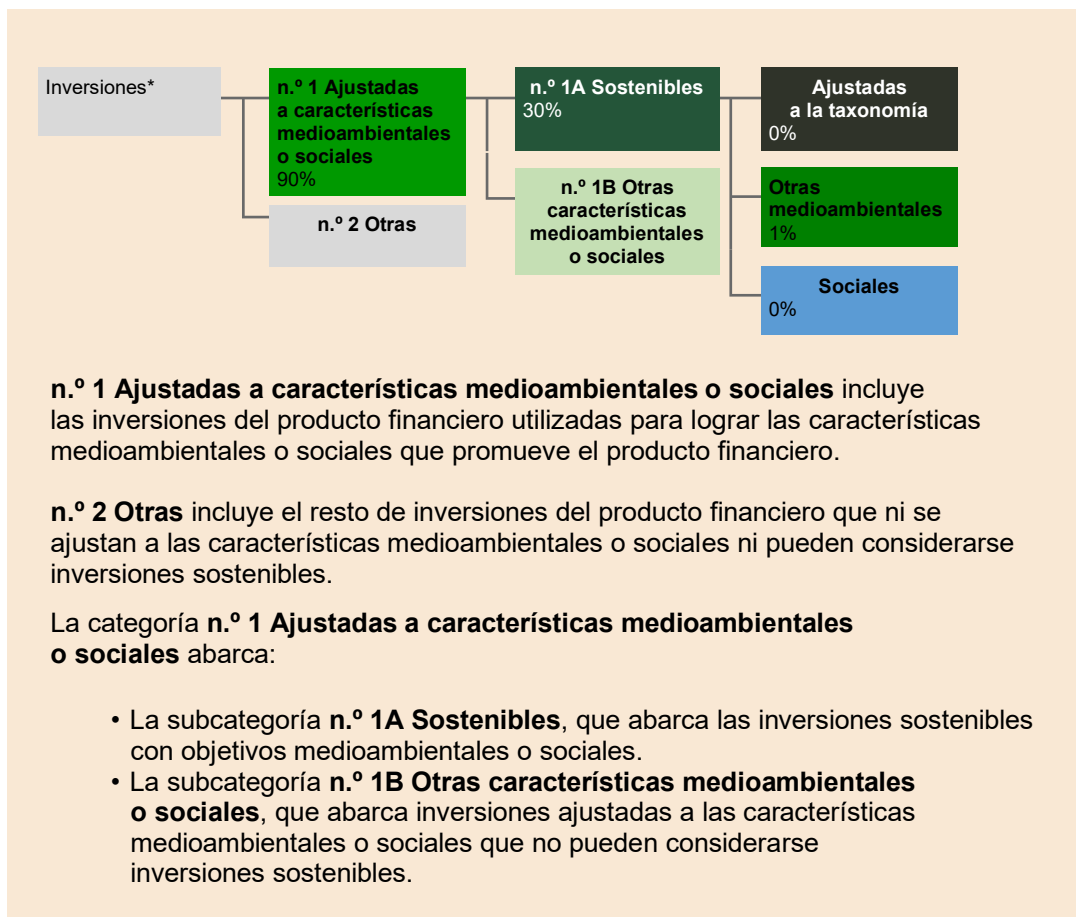 Inversiones*
n.º 1 Ajustadas
a características
medioambientales
o sociales
90%
n.º 2 Otras
n.º 1A Sostenibles
30%
n.º 1B Otras
características
medioambientales
o sociales
Ajustadas
a la taxonomía
0%
Otras
medioambientales
1%
Sociales
0%
n.º 1 Ajustadas a características medioambientales o sociales incluye
las inversiones del producto financiero utilizadas para lograr las características
medioambientales o sociales que promueve el producto financiero.
n.º 2 Otras incluye el resto de inversiones del producto financiero que ni se
ajustan a las características medioambientales o sociales ni pueden considerarse
inversiones sostenibles.
La categoría n.º 1 Ajustadas a características medioambientales
o sociales abarca:
• La subcategoría n.º 1A Sostenibles, que abarca las inversiones sostenibles
con objetivos medioambientales o sociales.
• La subcategoría n.º 1B Otras características medioambientales
o sociales, que abarca inversiones ajustadas a las características
medioambientales o sociales que no pueden considerarse
inversiones sostenibles.